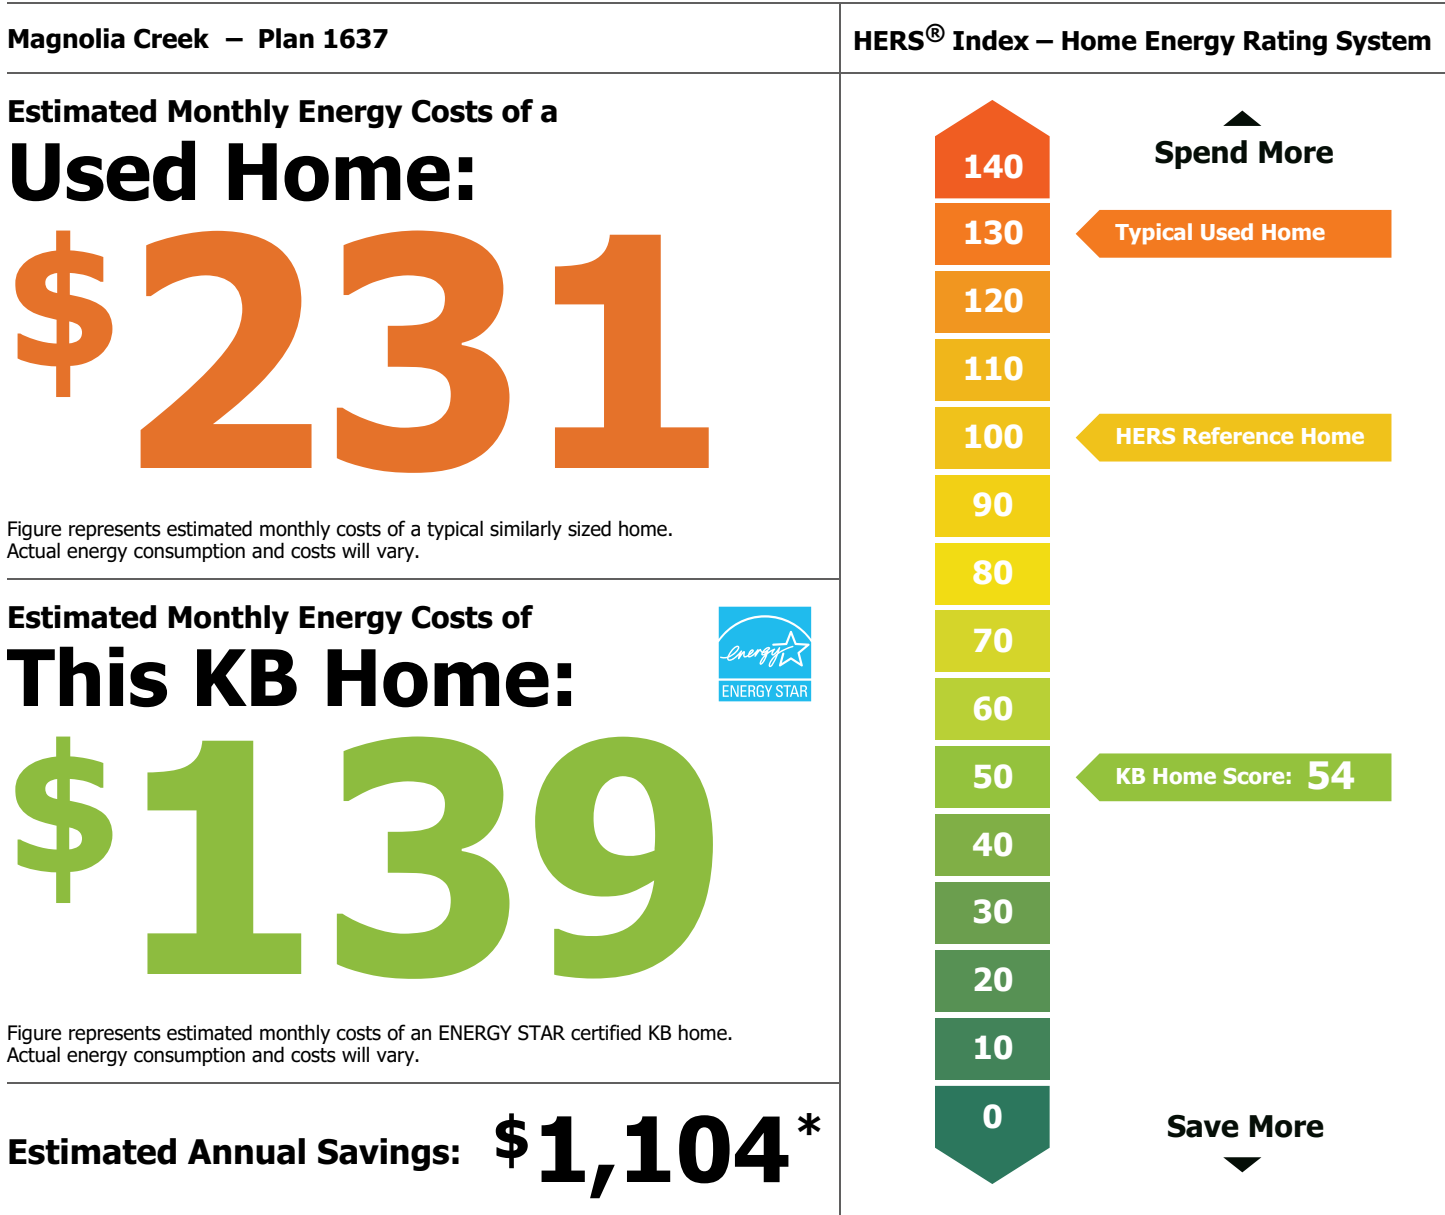 Magnolia Creek – Plan 1637
Estimated Monthly Energy Costs of a
Used Home:
$231
Figure represents estimated monthly costs of a typical similarly sized home.
Actual energy consumption and costs will vary.
Estimated Monthly Energy Costs of
This KB Home:
energy
ENERGY STAR
$139
Figure represents estimated monthly costs of an ENERGY STAR certified KB home.
Actual energy consumption and costs will vary.
Estimated Annual Savings: $1,104*
HERS® Index – Home Energy Rating System
Spend More
140
130 Typical Used Home
120
110
100 HERS Reference Home
90
80
70
60
50 KB Home Score: 54
40
30
20
10
0
Save More